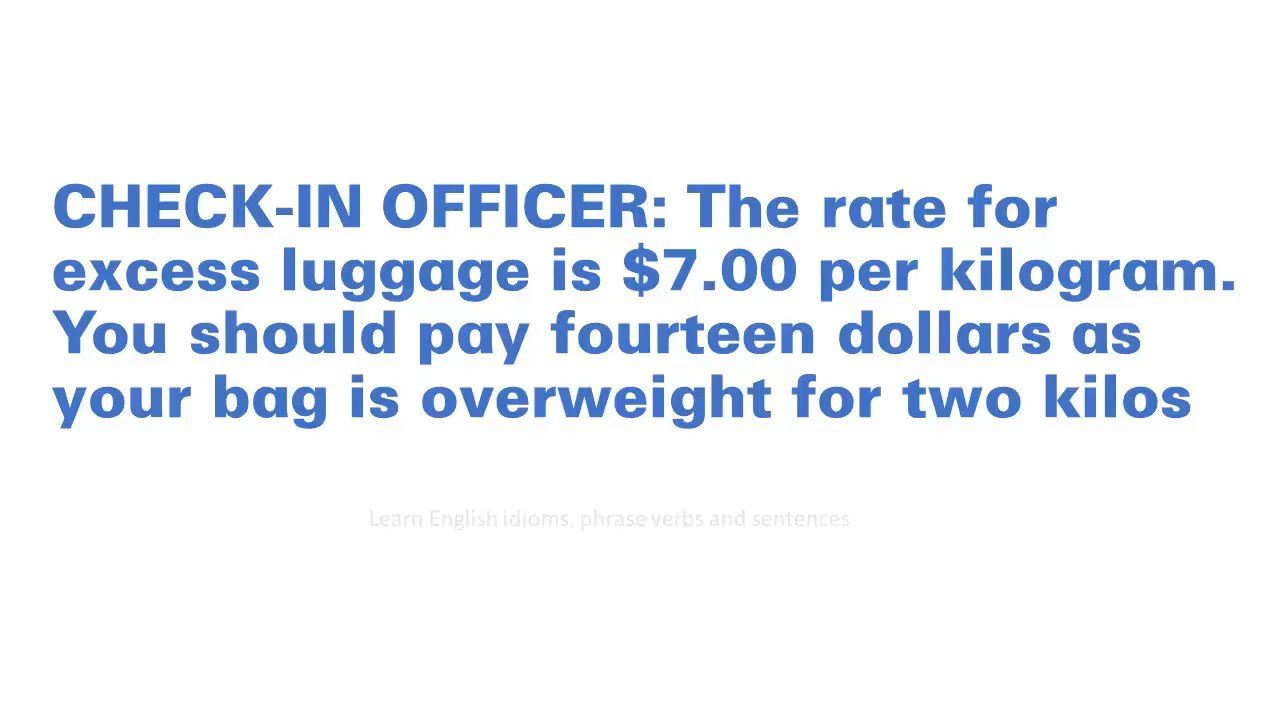 CHECK-IN OFFICER: The rate for
excess luggage is $7.00 per kilogram.
You should pay fourteen dollars as
your bag is overweight for two kilos
Learn English idioms, phrase verbs and sentences